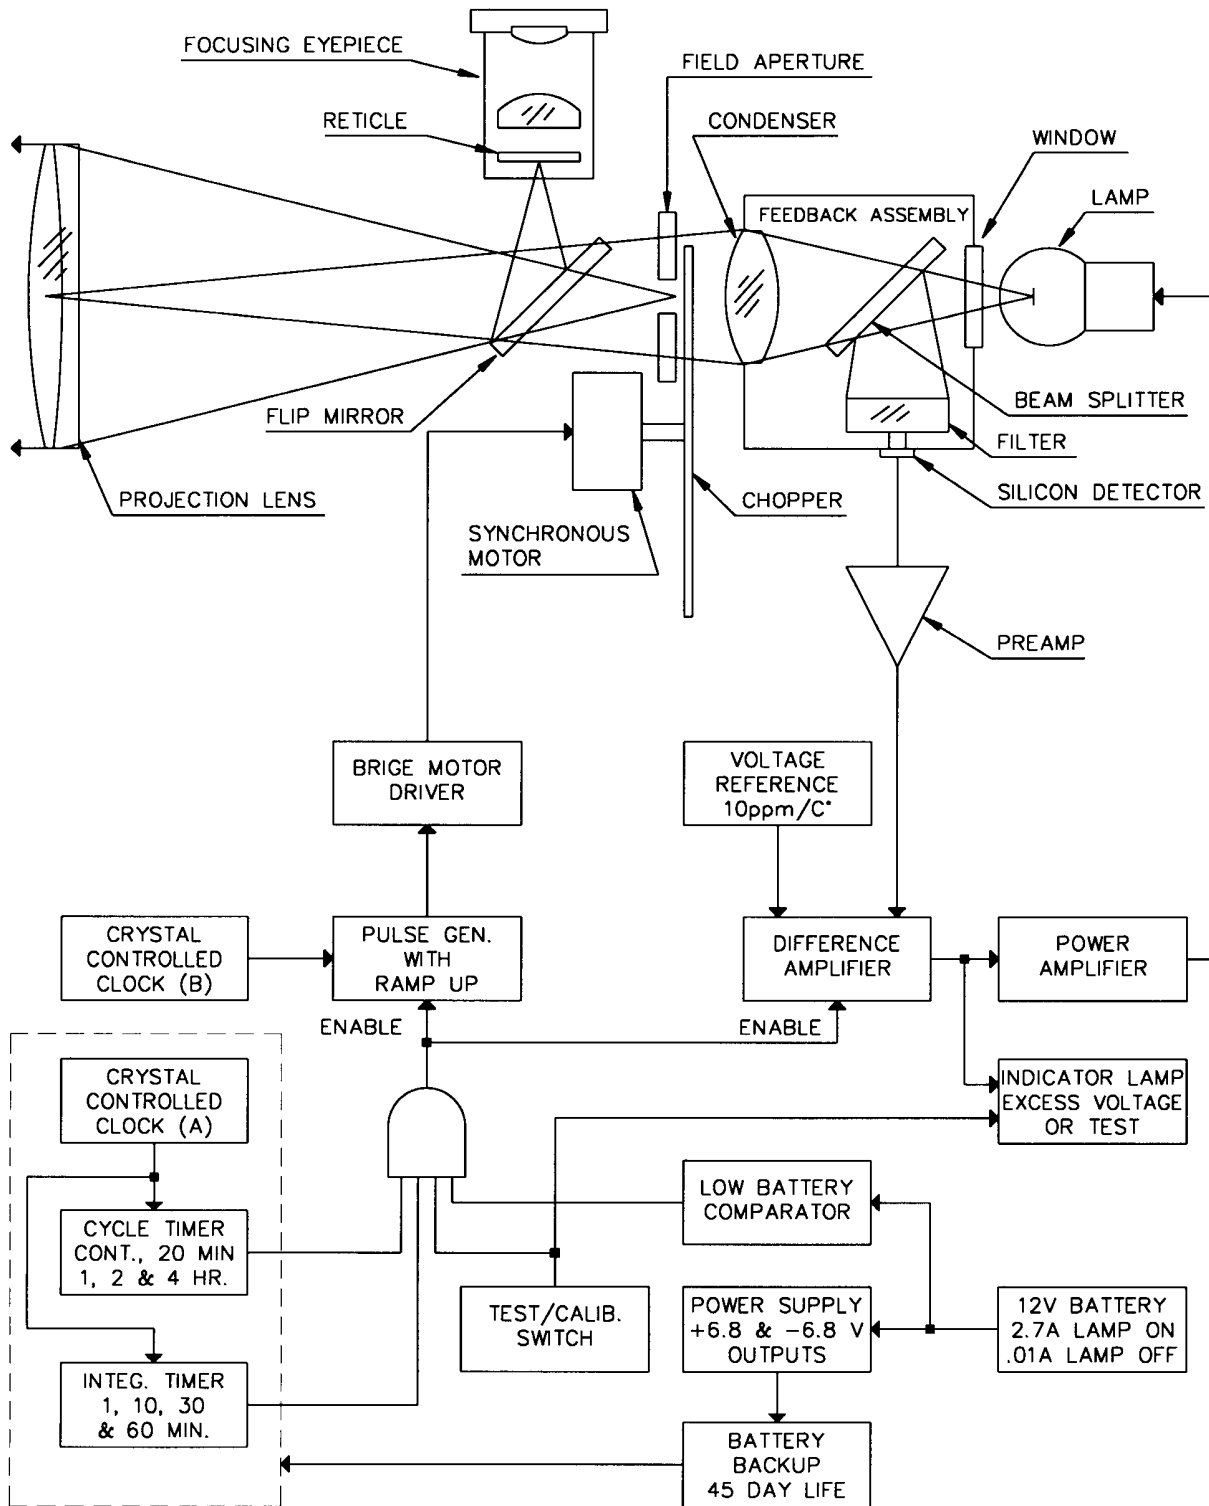 FOCUSING EYEPIECE
FIELD APERTURE
RETICLE
CONDENSER
WINDOW
LAMP
FEEDBACK ASSEMBLY
FLIP MIRROR
BEAM SPLITTER
FILTER
PROJECTION LENS
CHOPPER
SILICON DETECTOR
SYNCHRONOUS
MOTOR
PREAMP
BRIGE MOTOR
DRIVER
VOLTAGE
REFERENCE
10ppm/C°
CRYSTAL
CONTROLLED
CLOCK (B)
PULSE GEN.
WITH
RAMP UP
DIFFERENCE
AMPLIFIER
POWER
AMPLIFIER
ENABLE
ENABLE
CRYSTAL
CONTROLLED
CLOCK (A)
INDICATOR LAMP
EXCESS VOLTAGE
OR TEST
LOW BATTERY
COMPARATOR
CYCLE TIMER
CONT., 20 MIN
1, 2 & 4 HR.
TEST/CALIB.
SWITCH
POWER SUPPLY
+6.8 & -6.8 V
OUTPUTS
12V BATTERY
2.7A LAMP ON
.01A LAMP OFF
INTEG. TIMER
1, 10, 30
& 60 MIN.
BATTERY
BACKUP
45 DAY LIFE